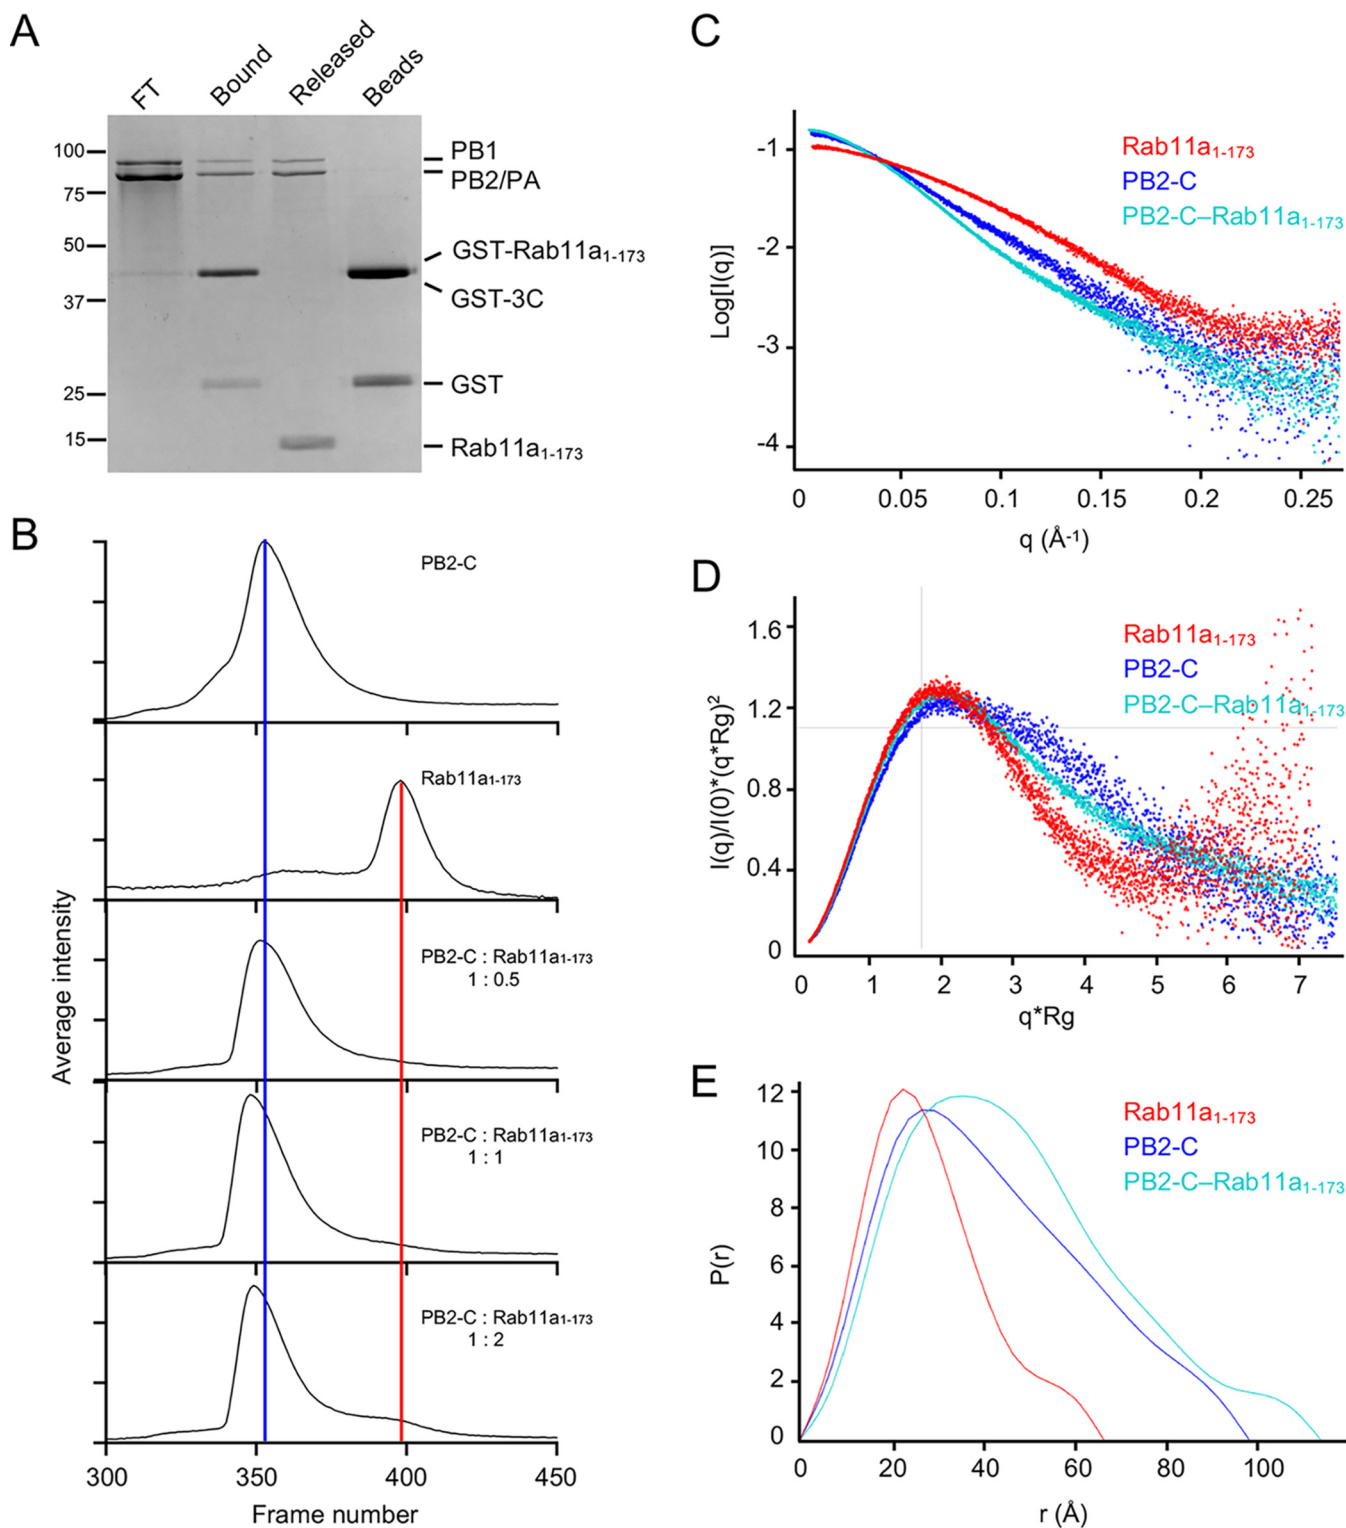 A
FT
Bound
Released
Beads
100
75
50
37
25
15
PB1
PB2/PA
GST-Rab11a₁₋₁₇₃
GST-3C
GST
Rab11a₁₋₁₇₃
B
PB2-C
Rab11a₁₋₁₇₃
PB2-C : Rab11a₁₋₁₇₃
1 : 0.5
PB2-C : Rab11a₁₋₁₇₃
1 : 1
PB2-C : Rab11a₁₋₁₇₃
1 : 2
Average intensity
300 350 400 450
Frame number
C
Rab11a₁₋₁₇₃
PB2-C
PB2-C–Rab11a₁₋₁₇₃
Log[I(q)]
-1
-2
-3
-4
0 0.05 0.1 0.15 0.2 0.25
q (Å⁻¹)
D
Rab11a₁₋₁₇₃
PB2-C
PB2-C–Rab11a₁₋₁₇₃
I(q)/I(0)*(q*Rg)²
1.6
1.2
0.8
0.4
0
0 1 2 3 4 5 6 7
q*Rg
E
Rab11a₁₋₁₇₃
PB2-C
PB2-C–Rab11a₁₋₁₇₃
P(r)
12
10
8
6
4
2
0
0 20 40 60 80 100
r (Å)